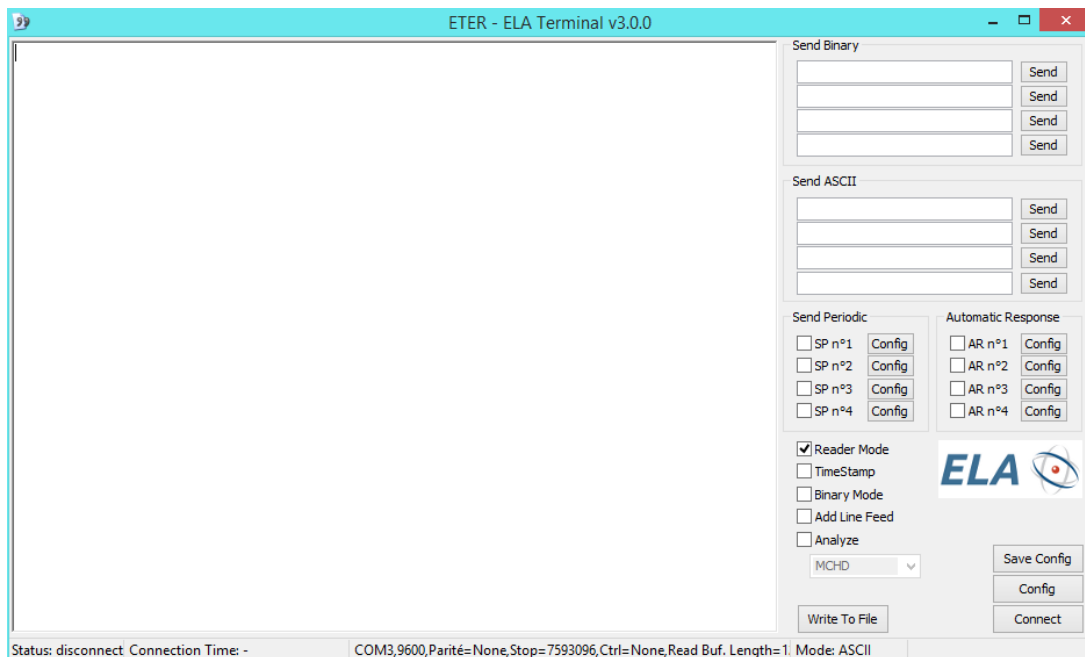 ETER - ELA Terminal v3.0.0
Send Binary
Send
Send
Send
Send
Send ASCII
Send
Send
Send
Send
Send Periodic
SP n°1 Config
SP n°2 Config
SP n°3 Config
SP n°4 Config
Automatic Response
AR n°1 Config
AR n°2 Config
AR n°3 Config
AR n°4 Config
Reader Mode
TimeStamp
Binary Mode
Add Line Feed
Analyze
MCHD
ELA
Save Config
Config
Write To File
Connect
Status: disconnect Connection Time: - COM3,9600,Parité=None,Stop=7593096,Ctrl=None,Read Buf. Length=1 Mode: ASCII